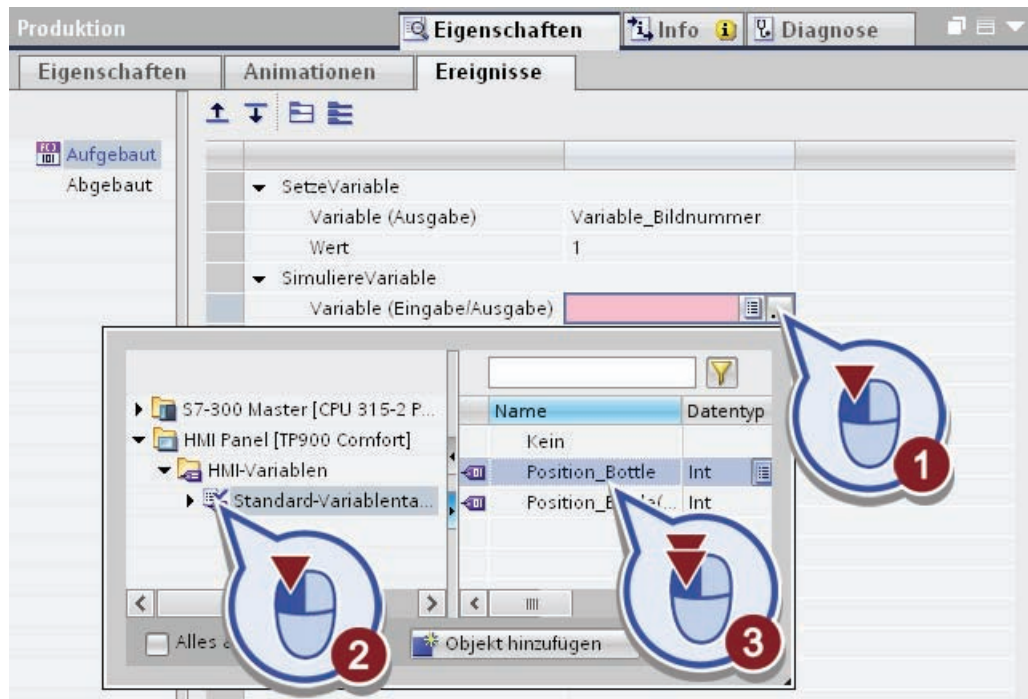 Produktion
Eigenschaften
Info
Diagnose
Eigenschaften
Animationen
Ereignisse
Aufgebaut
Abgebaut
SetzeVariable
Variable (Ausgabe) Variable_Bildnummer
Wert 1
SimuliereVariable
Variable (Eingabe/Ausgabe)
1
S7-300 Master [CPU 315-2 P...
HMI Panel [TP900 Comfort]
HMI-Variablen
Standard-Variablenta...
Name Datentyp
Kein
Position_Bottle Int
Int
Alles
Objekt hinzufügen
2
3